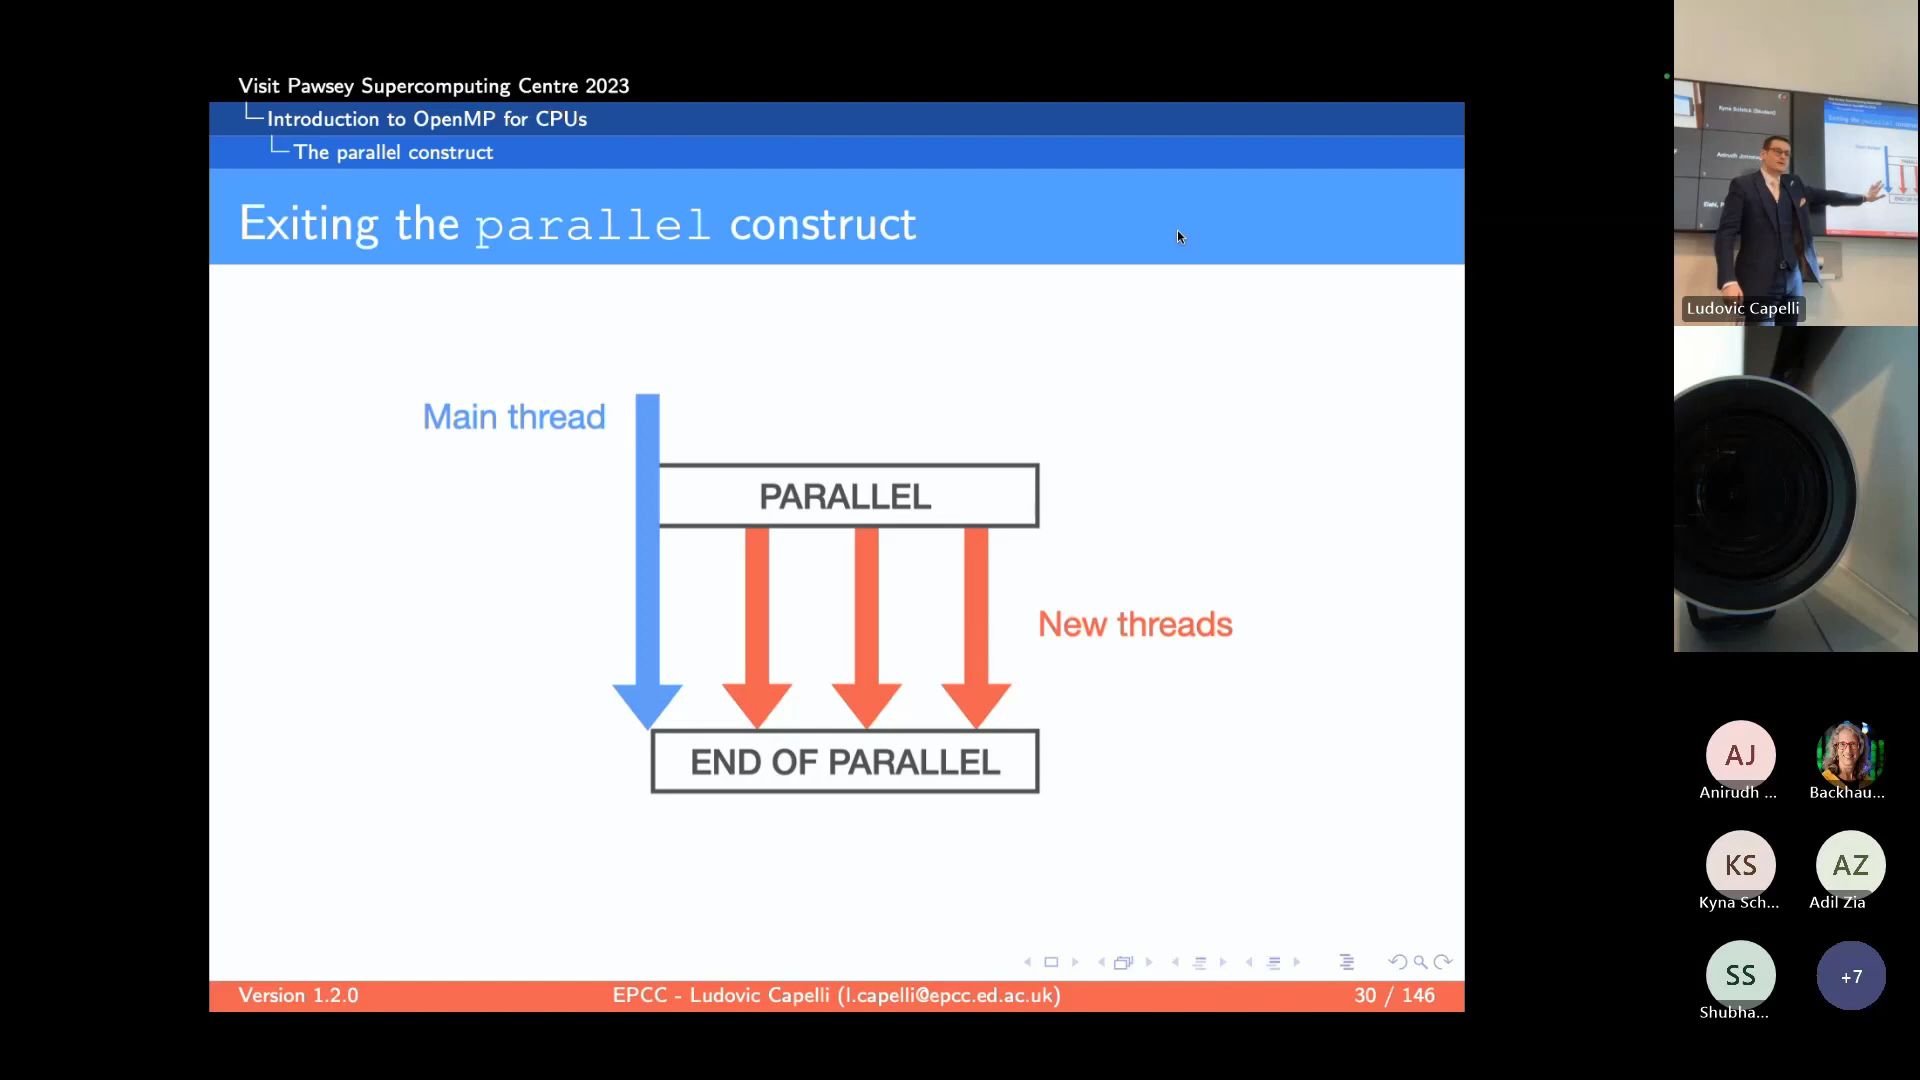 Visit Pawsey Supercomputing Centre 2023
Introduction to OpenMP for CPUs
The parallel construct
Exiting the parallel construct
Main thread
PARALLEL
New threads
END OF PARALLEL
Version 1.2.0
EPCC - Ludovic Capelli (l.capelli@epcc.ed.ac.uk)
30 / 146
Ludovic Capelli
AJ
Anirudh ...
Backhau...
KS
Kyna Sch...
AZ
Adil Zia
SS
Shubha...
+7